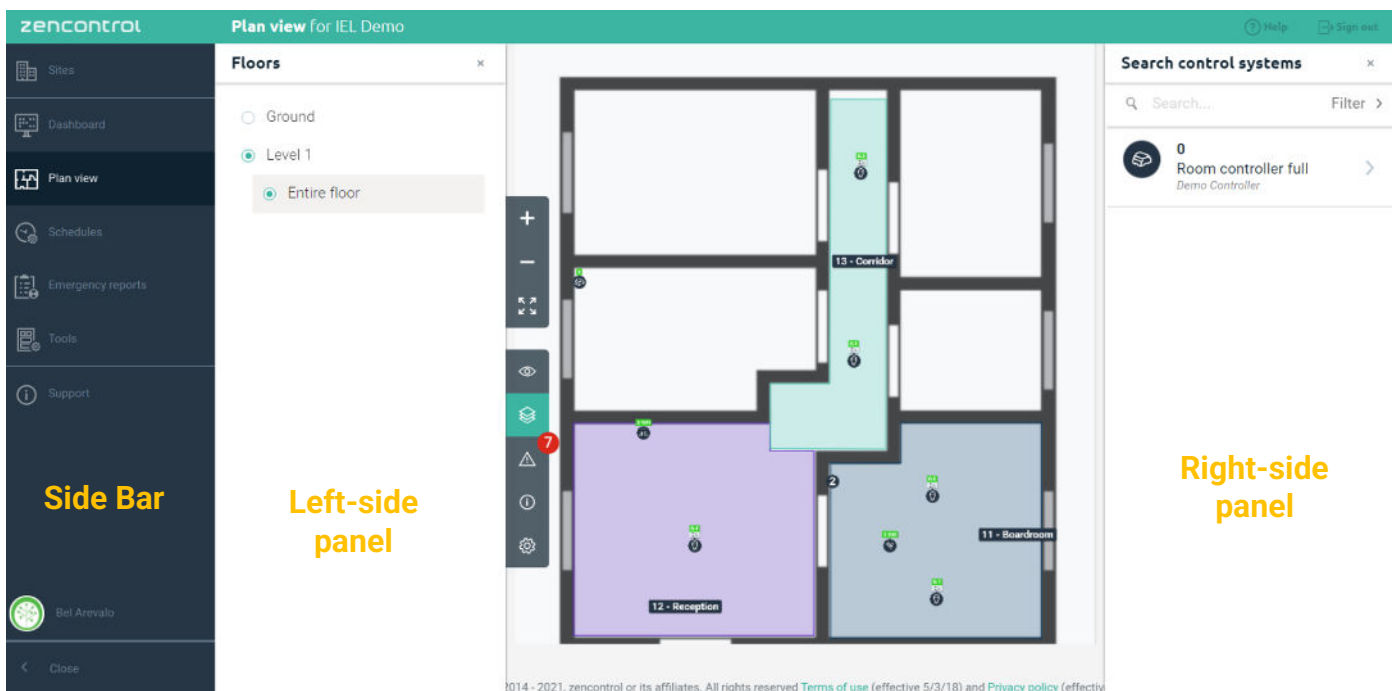 zencontrol
Plan view for IEL Demo
Help
Sign out
Sites
Dashboard
Plan view
Schedules
Emergency reports
Tools
Support
Side Bar
Bel Arevalo
Close
Floors
×
Ground
Level 1
Entire floor
Left-side
panel
7
13 - Corridor
2
11 - Boardroom
12 - Reception
Search control systems
×
Search...
Filter
0
Room controller full
Demo Controller
Right-side
panel
2014 - 2021, zencontrol or its affiliates. All rights reserved Terms of use (effective 5/3/18) and Privacy policy